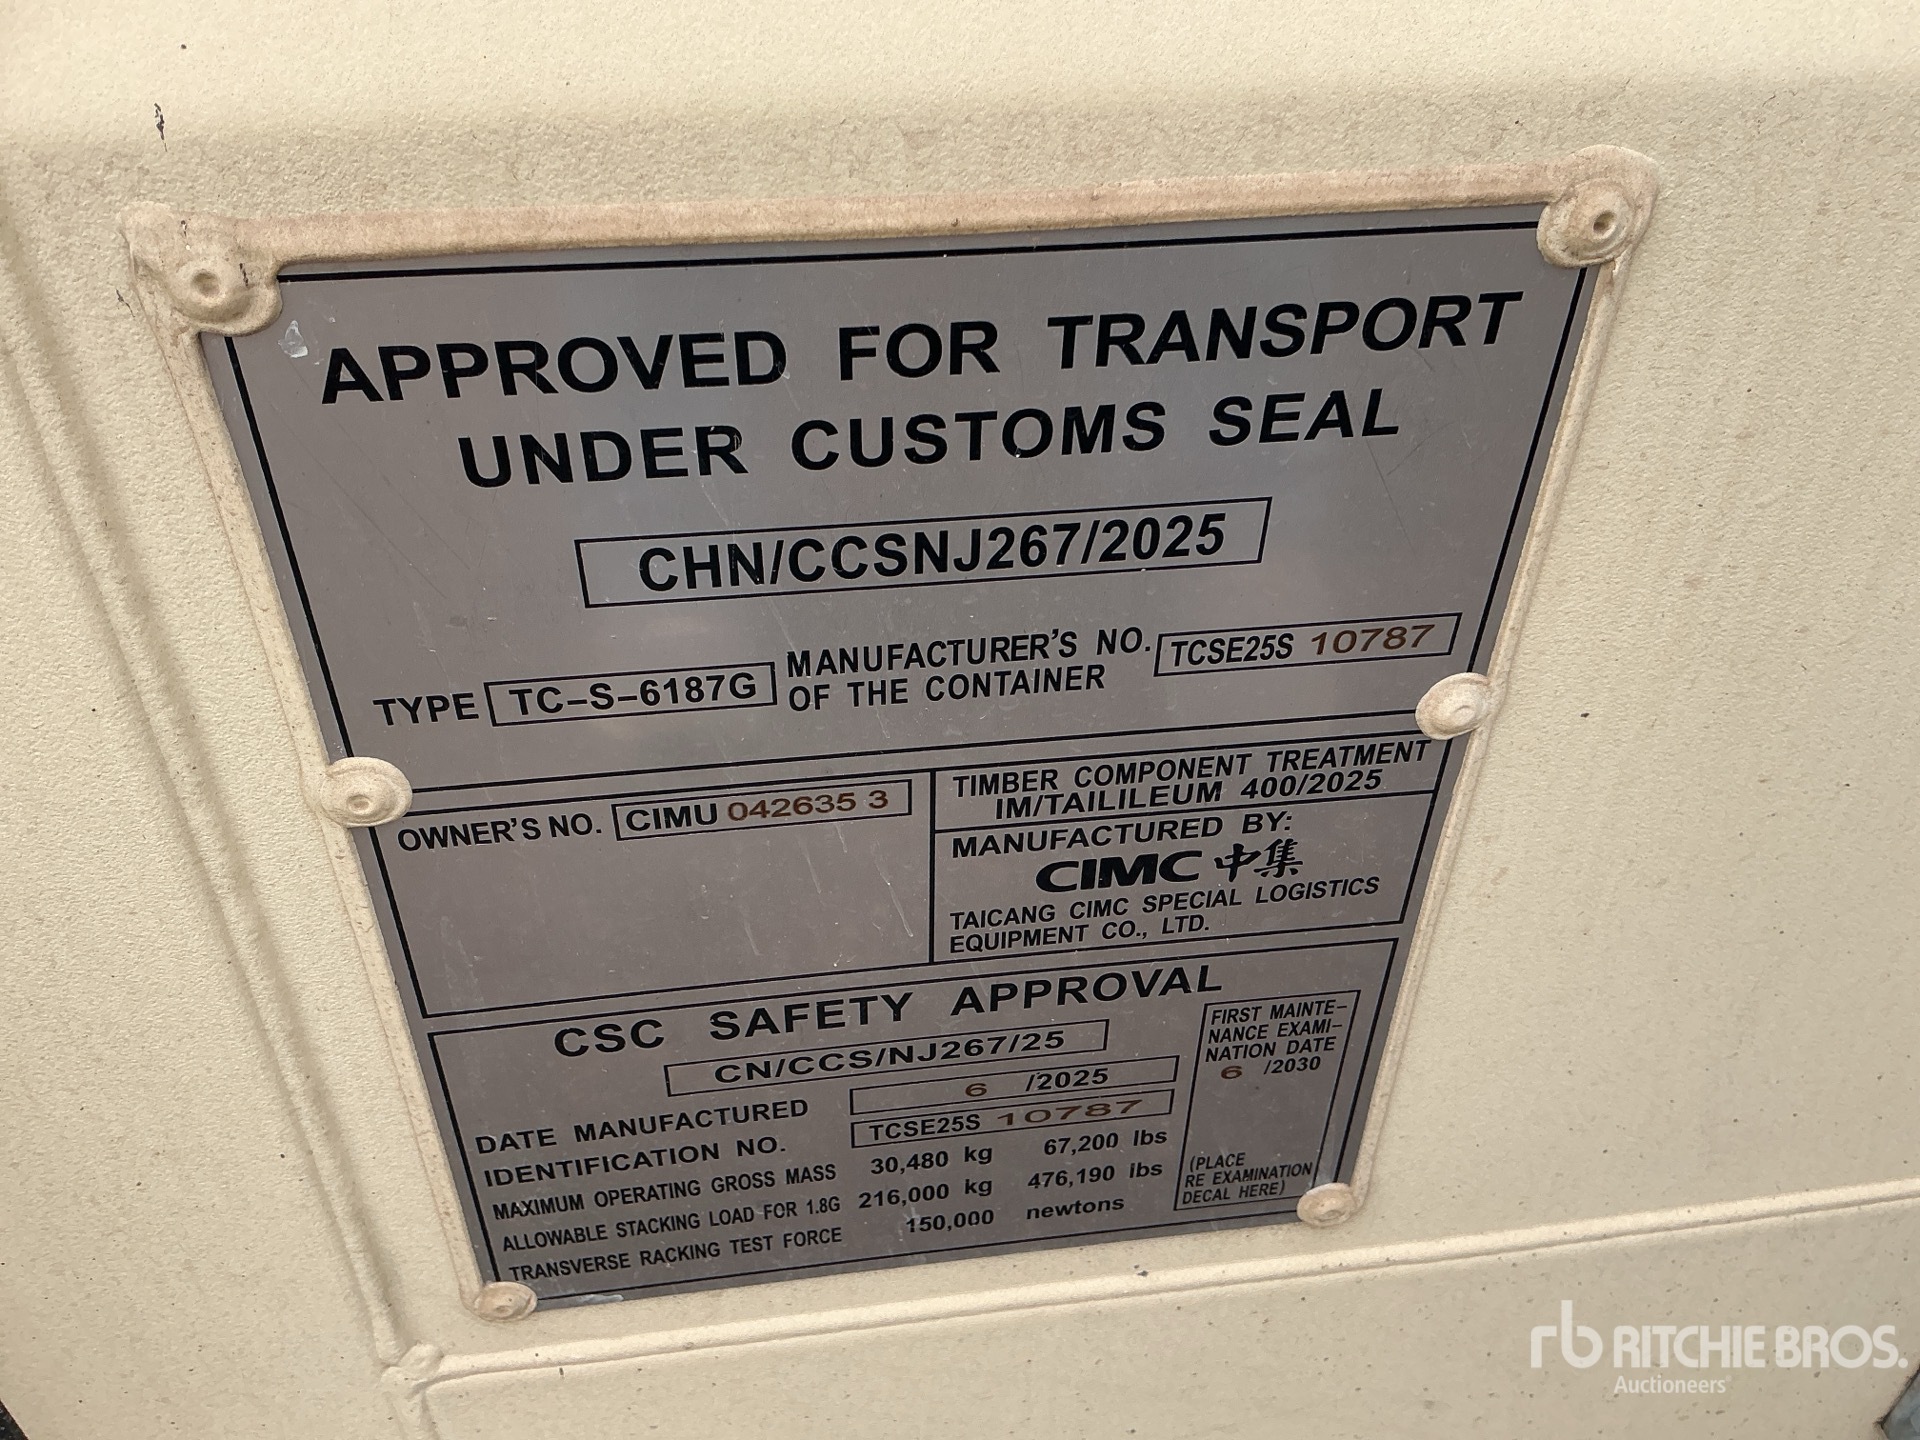 APPROVED FOR TRANSPORT
UNDER CUSTOMS SEAL
CHN/CCSNJ267/2025
TYPE TC-S-6187G MANUFACTURER'S NO. OF THE CONTAINER TCSE25S 10787
OWNER'S NO. CIMU 042635 3
TIMBER COMPONENT TREATMENT
IM/TAILILEUM 400/2025
MANUFACTURED BY:
CIMC 中集
TAICANG CIMC SPECIAL LOGISTICS
EQUIPMENT CO., LTD.
CSC SAFETY APPROVAL
CN/CCS/NJ267/25
DATE MANUFACTURED 6 /2025
IDENTIFICATION NO. TCSE25S 10787
MAXIMUM OPERATING GROSS MASS 30,480 kg 67,200 lbs
ALLOWABLE STACKING LOAD FOR 1.8G 216,000 kg 476,190 lbs
TRANSVERSE RACKING TEST FORCE 150,000 newtons
FIRST MAINTE-
NANCE EXAMI-
NATION DATE
6 /2030
(PLACE
RE EXAMINATION
DECAL HERE)
rb RITCHIE BROS.
Auctioneers